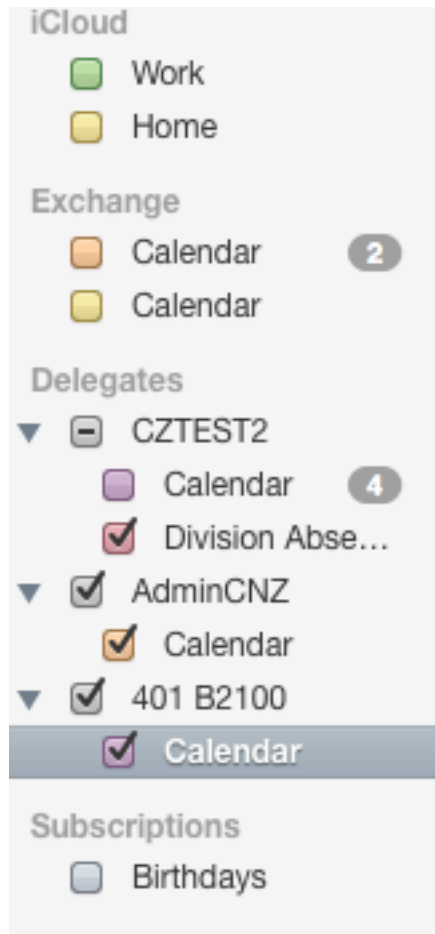 iCloud
Work
Home
Exchange
Calendar 2
Calendar
Delegates
CZTEST2
Calendar 4
Division Abse...
AdminCNZ
Calendar
401 B2100
Calendar
Subscriptions
Birthdays